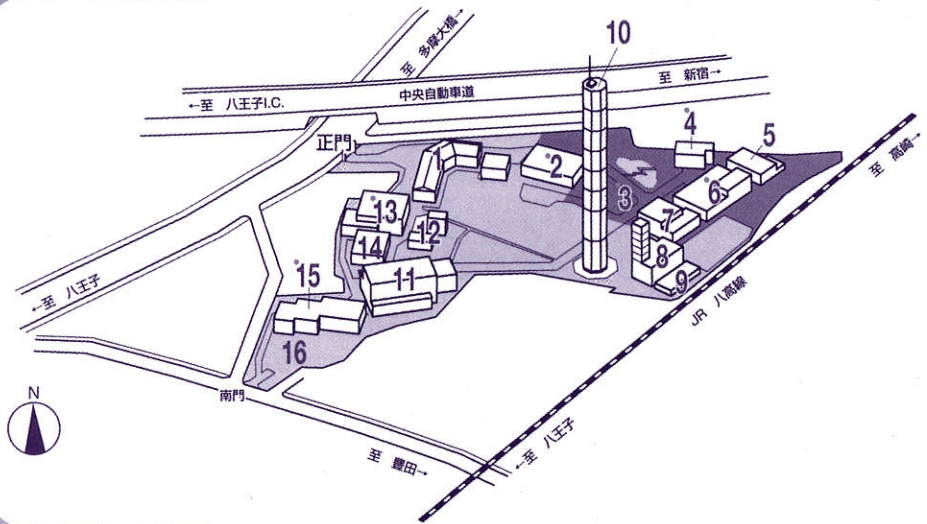 至 多摩大橋→
10
至 新宿→
中央自動車道
←至 八王子I.C.
正門
4
5
至 高崎→
1
2
6
3
13
7
12
14
8
15
11
9
←至 八王子
JR 八高線
16
南門
N
←至 八王子
至 豊田→